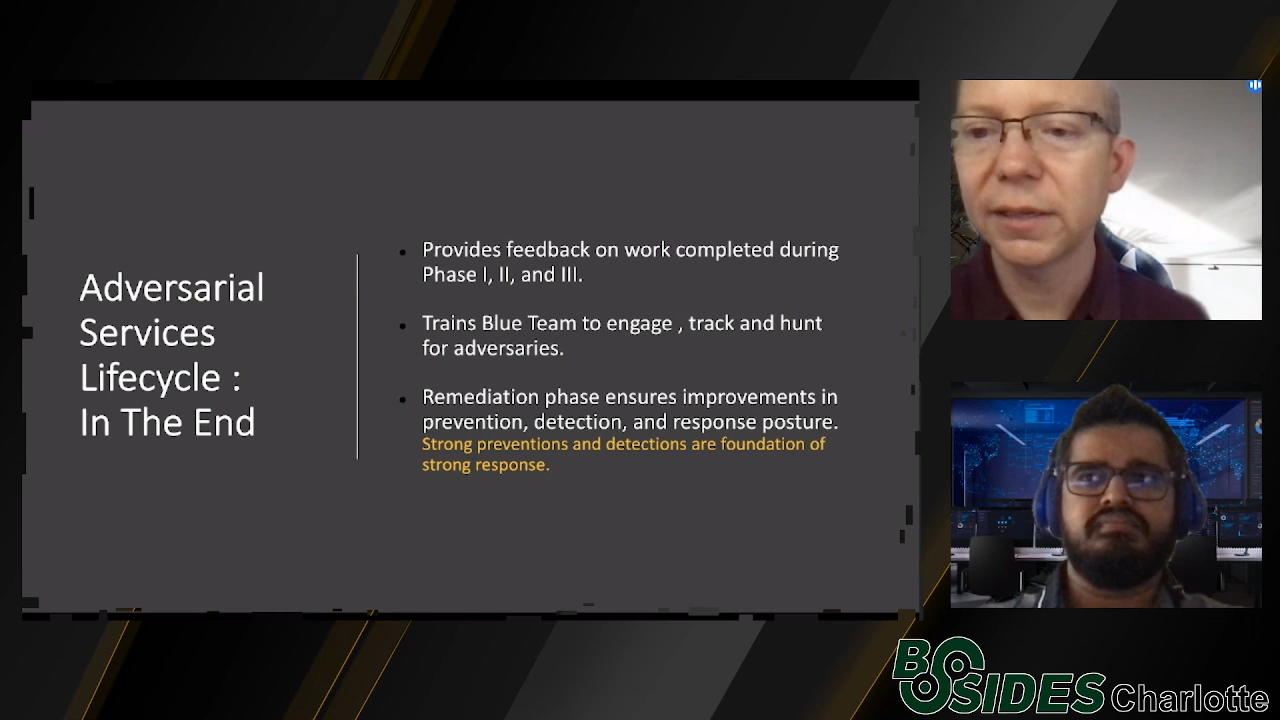 Adversarial
Services
Lifecycle :
In The End
Provides feedback on work completed during
Phase I, II, and III.
Trains Blue Team to engage , track and hunt
for adversaries.
Remediation phase ensures improvements in
prevention, detection, and response posture.
Strong preventions and detections are foundation of
strong response.
BSIDES Charlotte